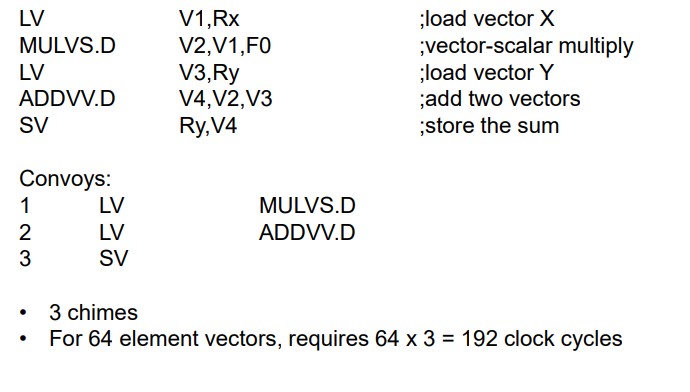 LV V1,Rx ;load vector X
MULVS.D V2,V1,F0 ;vector-scalar multiply
LV V3,Ry ;load vector Y
ADDVV.D V4,V2,V3 ;add two vectors
SV Ry,V4 ;store the sum
Convoys:
1 LV MULVS.D
2 LV ADDVV.D
3 SV
• 3 chimes
• For 64 element vectors, requires 64 x 3 = 192 clock cycles